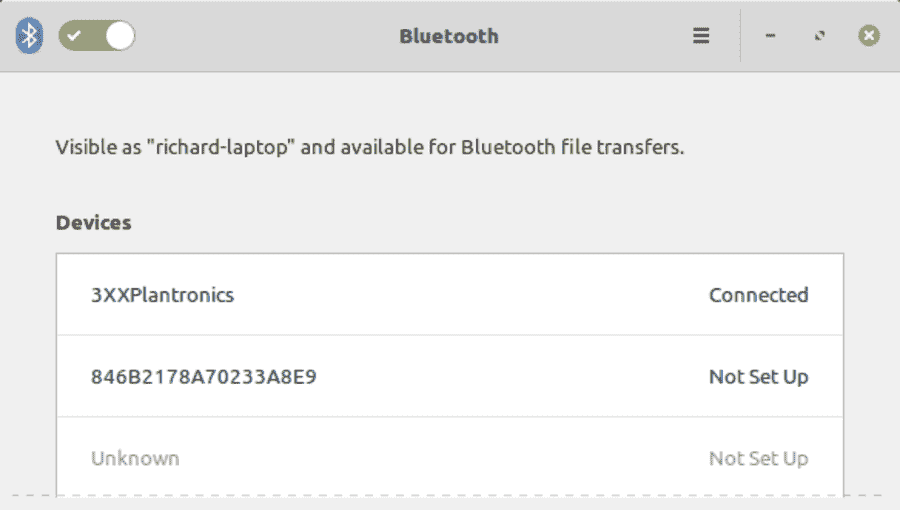 Bluetooth
Visible as "richard-laptop" and available for Bluetooth file transfers.
Devices
3XXPlantronics Connected
846B2178A70233A8E9 Not Set Up
Unknown Not Set Up